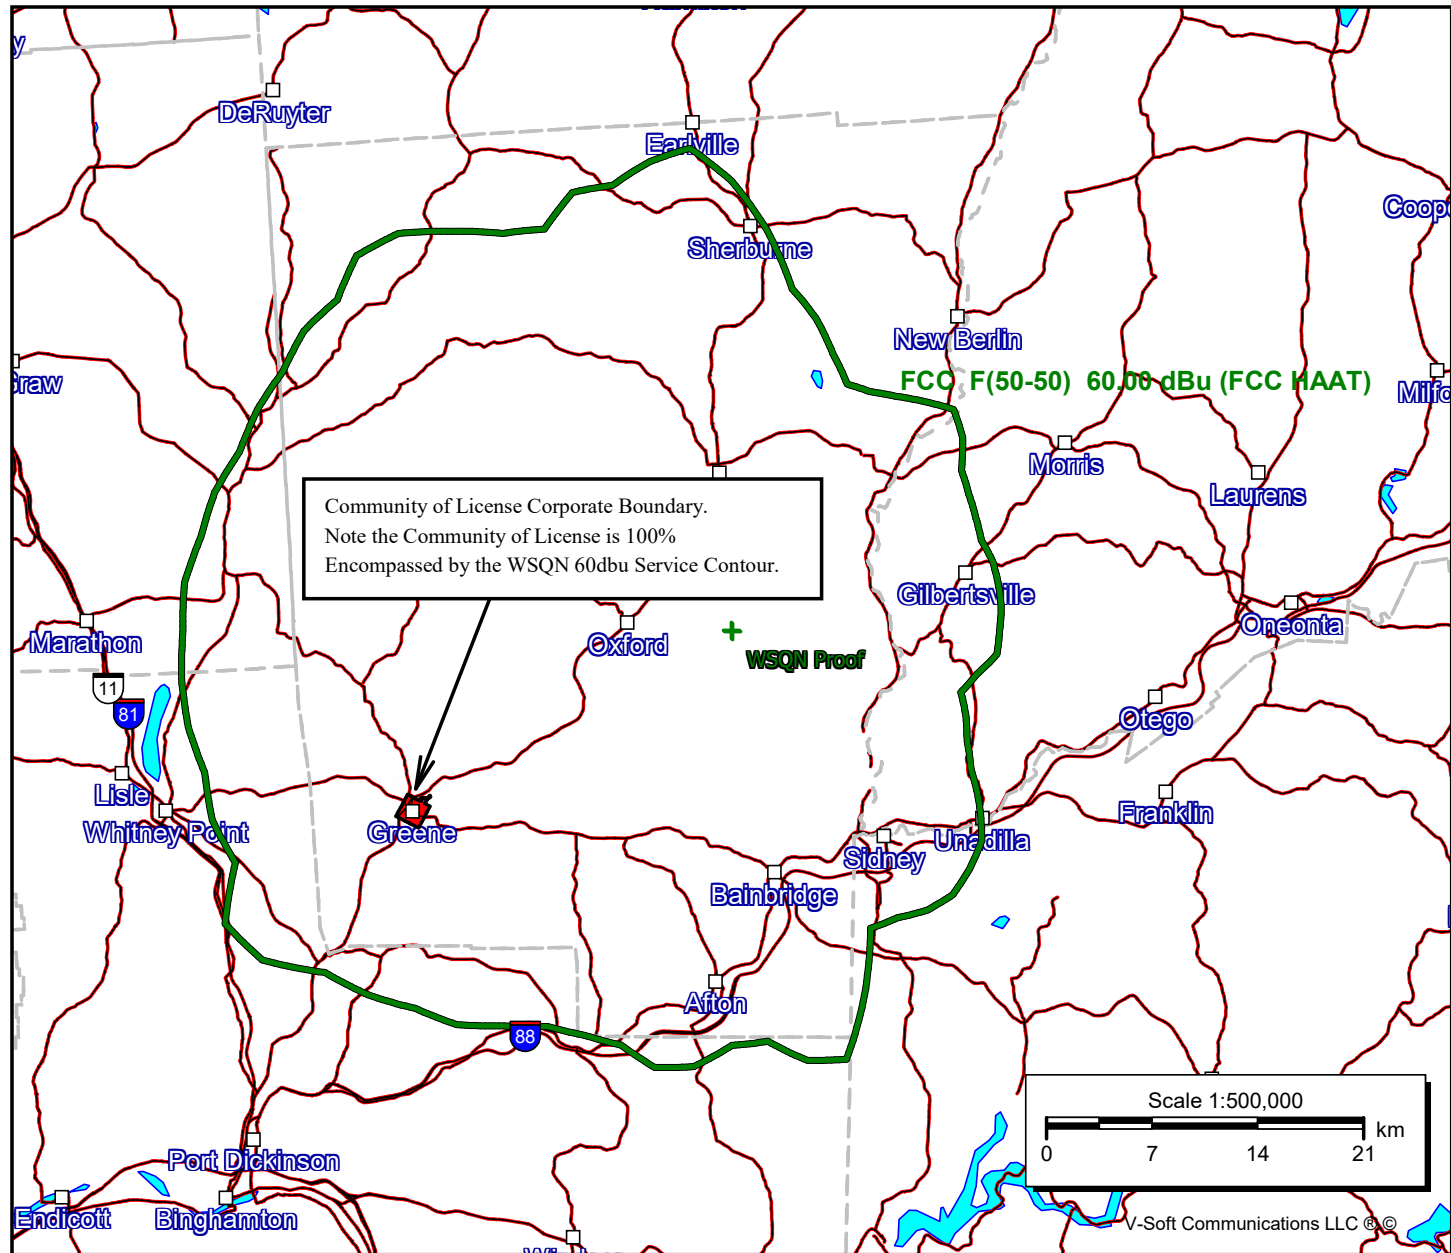 DeRuyter
Earlville
Coop
Sherburne
New Berlin
FCC F(50-50) 60.00 dBu (FCC HAAT)
Graw
Milfo
Morris
Laurens
Community of License Corporate Boundary.
Note the Community of License is 100%
Encompassed by the WSQN 60dbu Service Contour.
Gilbertsville
Oneonta
Marathon
Oxford
WSQN Proof
11
81
Otego
Lisle
Whitney Point
Greene
Franklin
Unadilla
Sidney
Bainbridge
Afton
88
Scale 1:500,000
km
0 7 14 21
Port Dickinson
Endicott
Binghamton
V-Soft Communications LLC ® ©